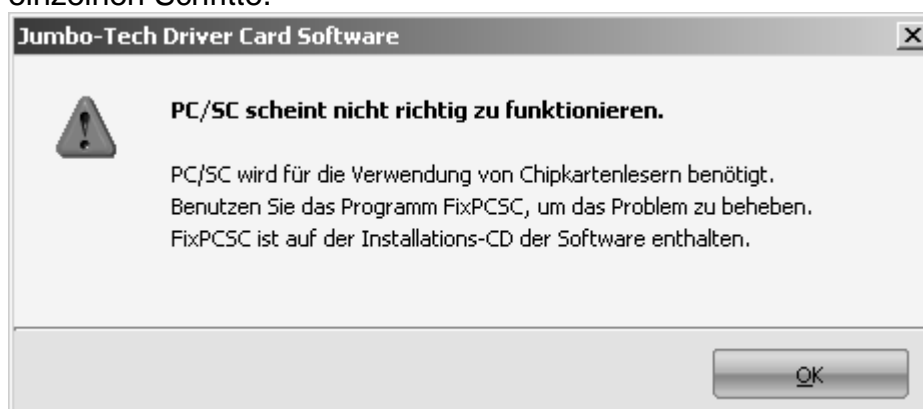 einzelnen Schritte.
Jumbo-Tech Driver Card Software
PC/SC scheint nicht richtig zu funktionieren.
PC/SC wird für die Verwendung von Chipkartenlesern benötigt.
Benutzen Sie das Programm FixPCSC, um das Problem zu beheben.
FixPCSC ist auf der Installations-CD der Software enthalten.
OK